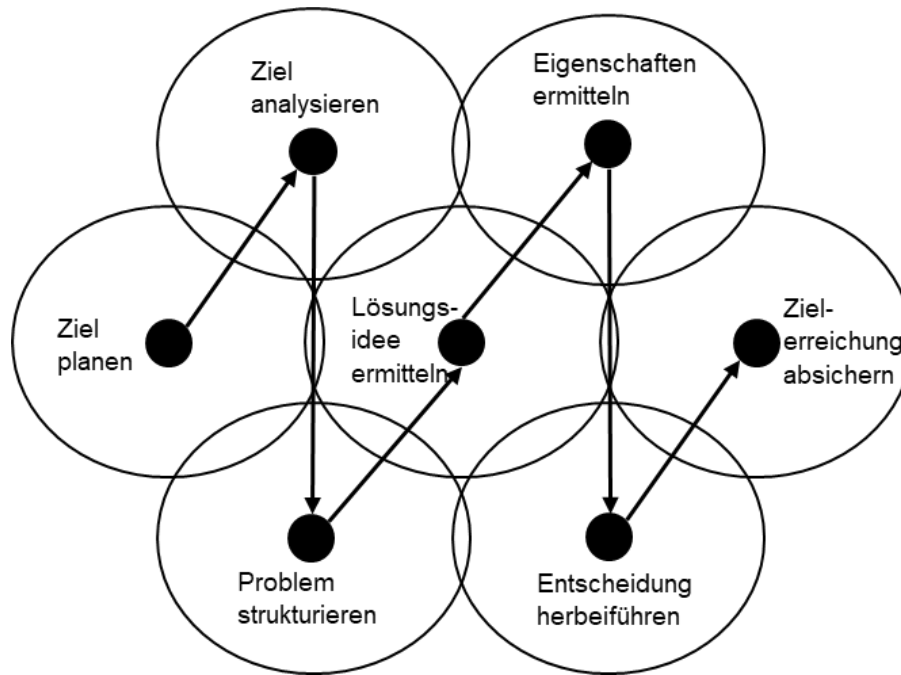 Ziel
analysieren
Eigenschaften
ermitteln
Ziel
planen
Lösungs-
idee
ermitteln
Ziel-
erreichung
absichern
Problem
strukturieren
Entscheidung
herbeiführen